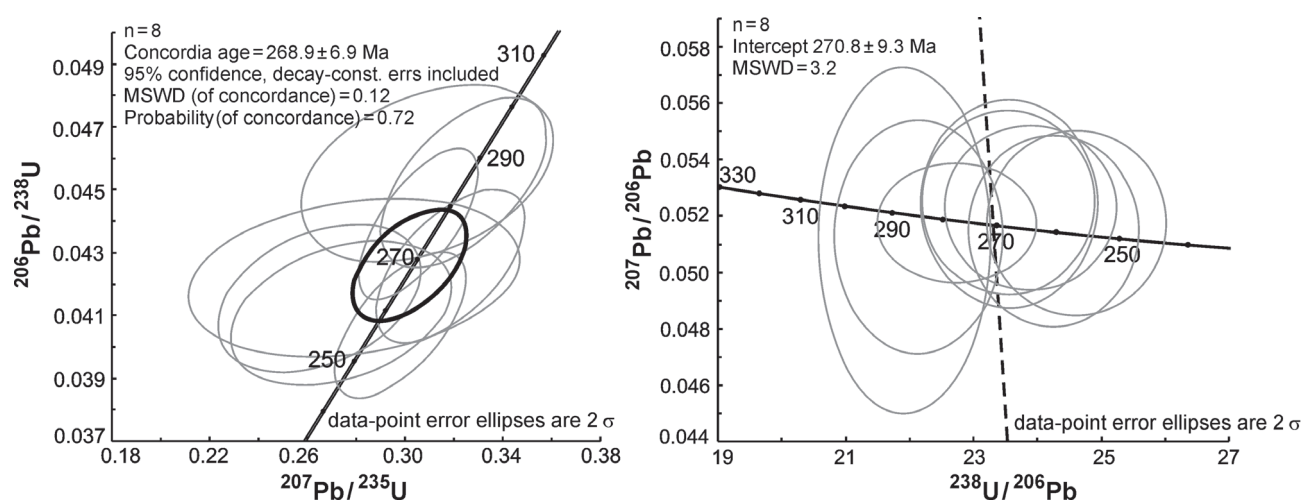 n=8
Concordia age=268.9±6.9 Ma
95% confidence, decay-const. errs included
MSWD (of concordance)=0.12
Probability (of concordance)=0.72
310
290
270
250
0.049
0.047
0.045
0.043
0.041
0.039
0.037
206Pb/238U
data-point error ellipses are 2 σ
0.18
0.22
0.26
0.30
0.34
0.38
207Pb/235U
n=8
Intercept 270.8±9.3 Ma
MSWD=3.2
330
310
290
270
250
0.058
0.056
0.054
0.052
0.050
0.048
0.046
0.044
207Pb/206Pb
data-point error ellipses are 2 σ
19
21
23
25
27
238U/206Pb